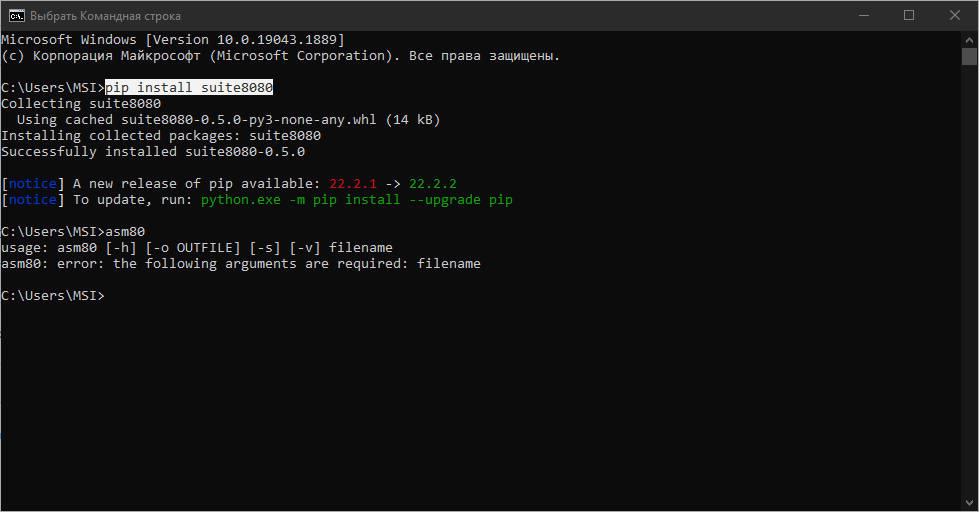 Выбрать Командная строка
Microsoft Windows [Version 10.0.19043.1889]
(c) Корпорация Майкрософт (Microsoft Corporation). Все права защищены.
C:\Users\MSI>pip install suite8080
Collecting suite8080
  Using cached suite8080-0.5.0-py3-none-any.whl (14 kB)
Installing collected packages: suite8080
Successfully installed suite8080-0.5.0
[notice] A new release of pip available: 22.2.1 -> 22.2.2
[notice] To update, run: python.exe -m pip install --upgrade pip
C:\Users\MSI>asm80
usage: asm80 [-h] [-o OUTFILE] [-s] [-v] filename
asm80: error: the following arguments are required: filename
C:\Users\MSI>